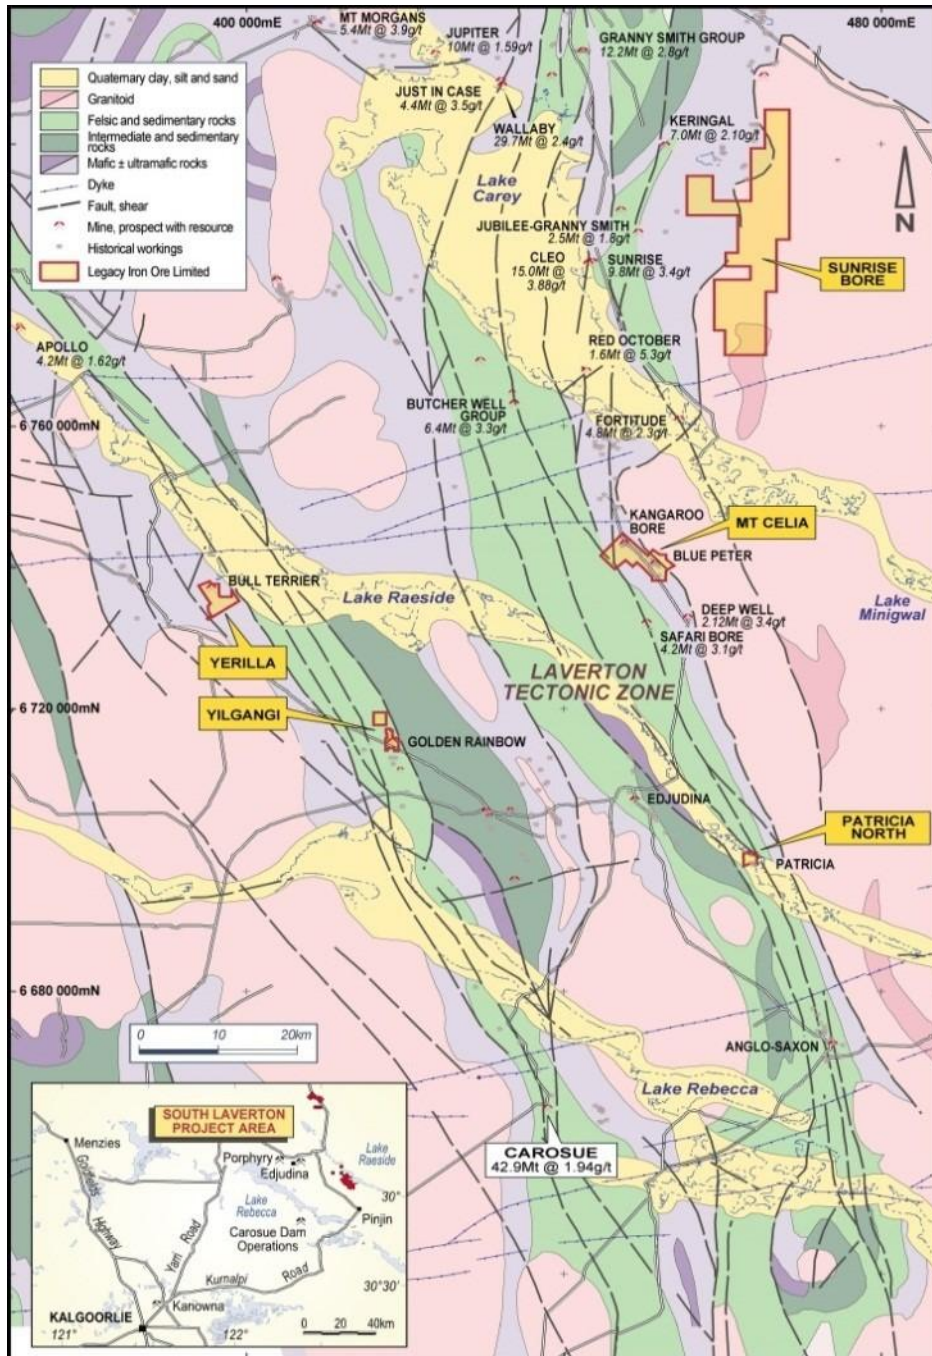 400 000mE
480 000mE
MT MORGANS
5.4Mt @ 3.9g/t
JUPITER
10Mt @ 1.59g/t
GRANNY SMITH GROUP
12.2Mt @ 2.8g/t
Quaternary clay, silt and sand
Granitoid
Felsic and sedimentary rocks
Intermediate and sedimentary
rocks
Mafic ± ultramafic rocks
Dyke
Fault, shear
Mine, prospect with resource
Historical workings
Legacy Iron Ore Limited
JUST IN CASE
4.4Mt @ 3.5g/t
WALLABY
29.7Mt @ 2.4g/t
KERINGAL
7.0Mt @ 2.10g/t
Lake
Carey
N
JUBILEE-GRANNY SMITH
2.5Mt @ 1.8g/t
CLEO
15.0Mt @
3.88g/t
SUNRISE
9.8Mt @ 3.4g/t
SUNRISE
BORE
APOLLO
4.2Mt @ 1.62g/t
RED OCTOBER
1.6Mt @ 5.3g/t
BUTCHER WELL
GROUP
6.4Mt @ 3.3g/t
FORTITUDE
4.8Mt @ 2.3g/t
6 760 000mN
KANGAROO
BORE
MT CELIA
BLUE PETER
BULL TERRIER
Lake Raeside
Lake
Minigwal
DEEP WELL
2.12Mt @ 3.4g/t
SAFARI BORE
4.2Mt @ 3.1g/t
YERILLA
LAVERTON
TECTONIC ZONE
6 720 000mN
YILGANGI
GOLDEN RAINBOW
EDJUDINA
PATRICIA
NORTH
PATRICIA
6 680 000mN
0 10 20km
ANGLO-SAXON
Lake Rebecca
CAROSUE
42.9Mt @ 1.94g/t
SOUTH LAVERTON
PROJECT AREA
Menzies
Porphyry
Edjudina
Lake
Raeside
Goldfields
Hghway
Lake
Rebecca
30°
Pinjin
Yarri Road
Carosue Dam
Operations
Kurnalpi Road
30°30'
Kanowna
KALGOORLIE
121°
122°
0 20 40km